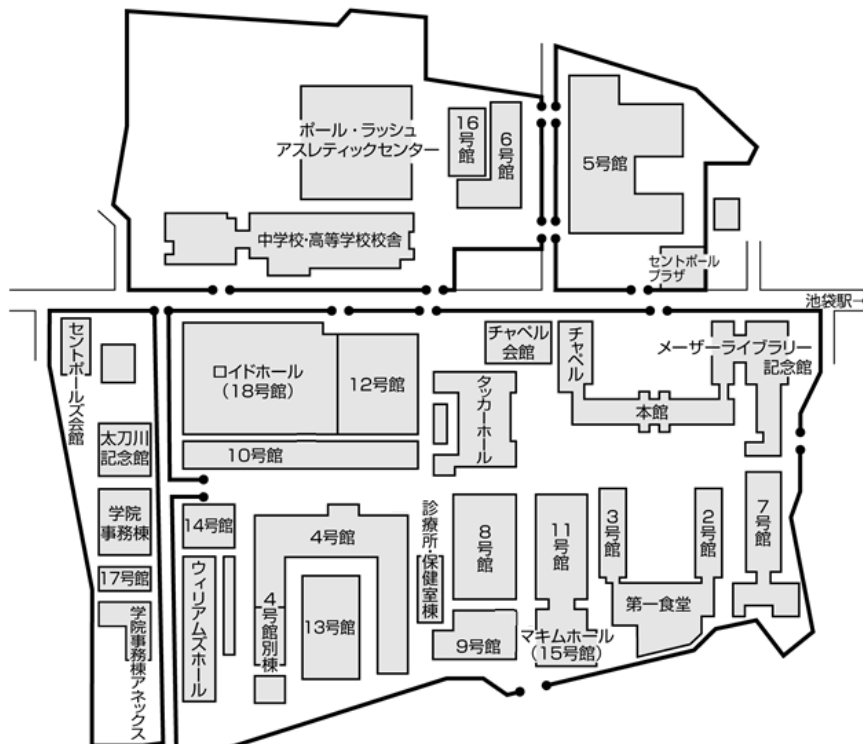 ポール・ラッシュ
アスレティックセンター
16号館
6号館
5号館
中学校・高等学校校舎
セントポール
プラザ
池袋駅→
セントポールズ会館
ロイドホール
(18号館)
12号館
チャペル
会館
チャペル
メーザーライブラリー
記念館
本館
タッカーホール
太刀川
記念館
10号館
学院
事務棟
14号館
4号館
診療所・保健室棟
8号館
11号館
3号館
2号館
7号館
17号館
ウィリアムズホール
4号館別棟
13号館
9号館
マキムホール
(15号館)
第一食堂
学院事務棟アネックス